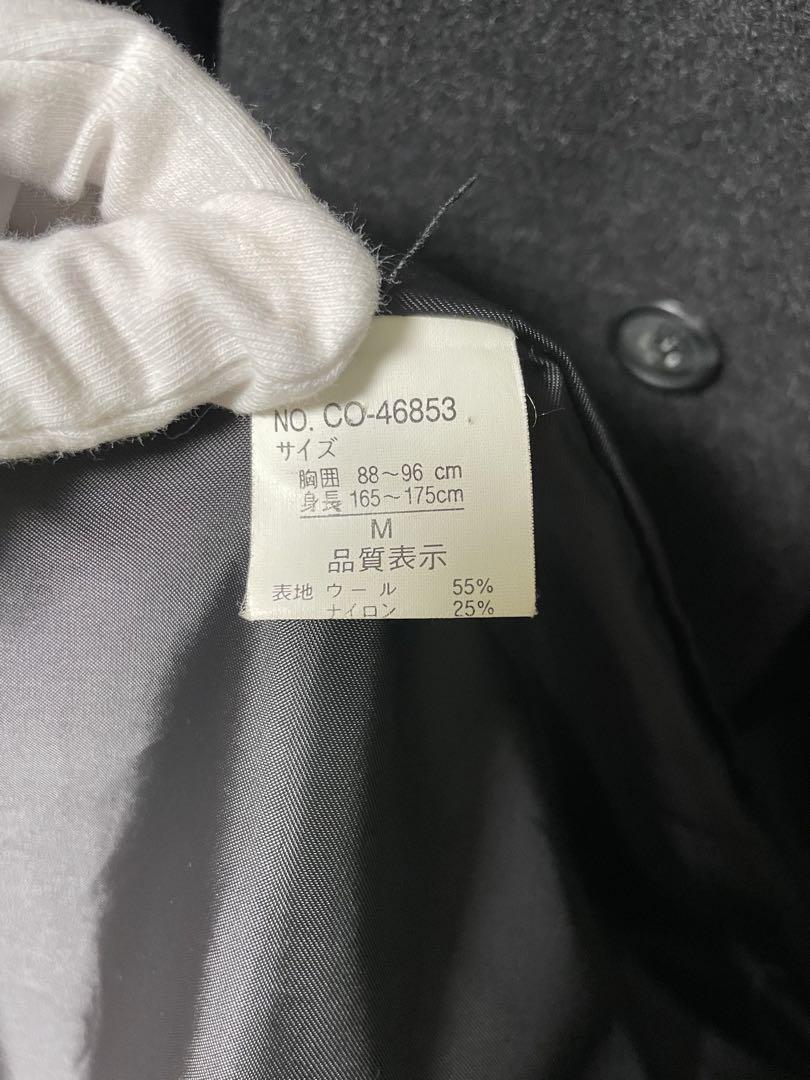 NO. CO-46853
サイズ
胸囲 88~96 cm
身長 165~175cm
M
品質表示
表地 ウール 55%
ナイロン 25%